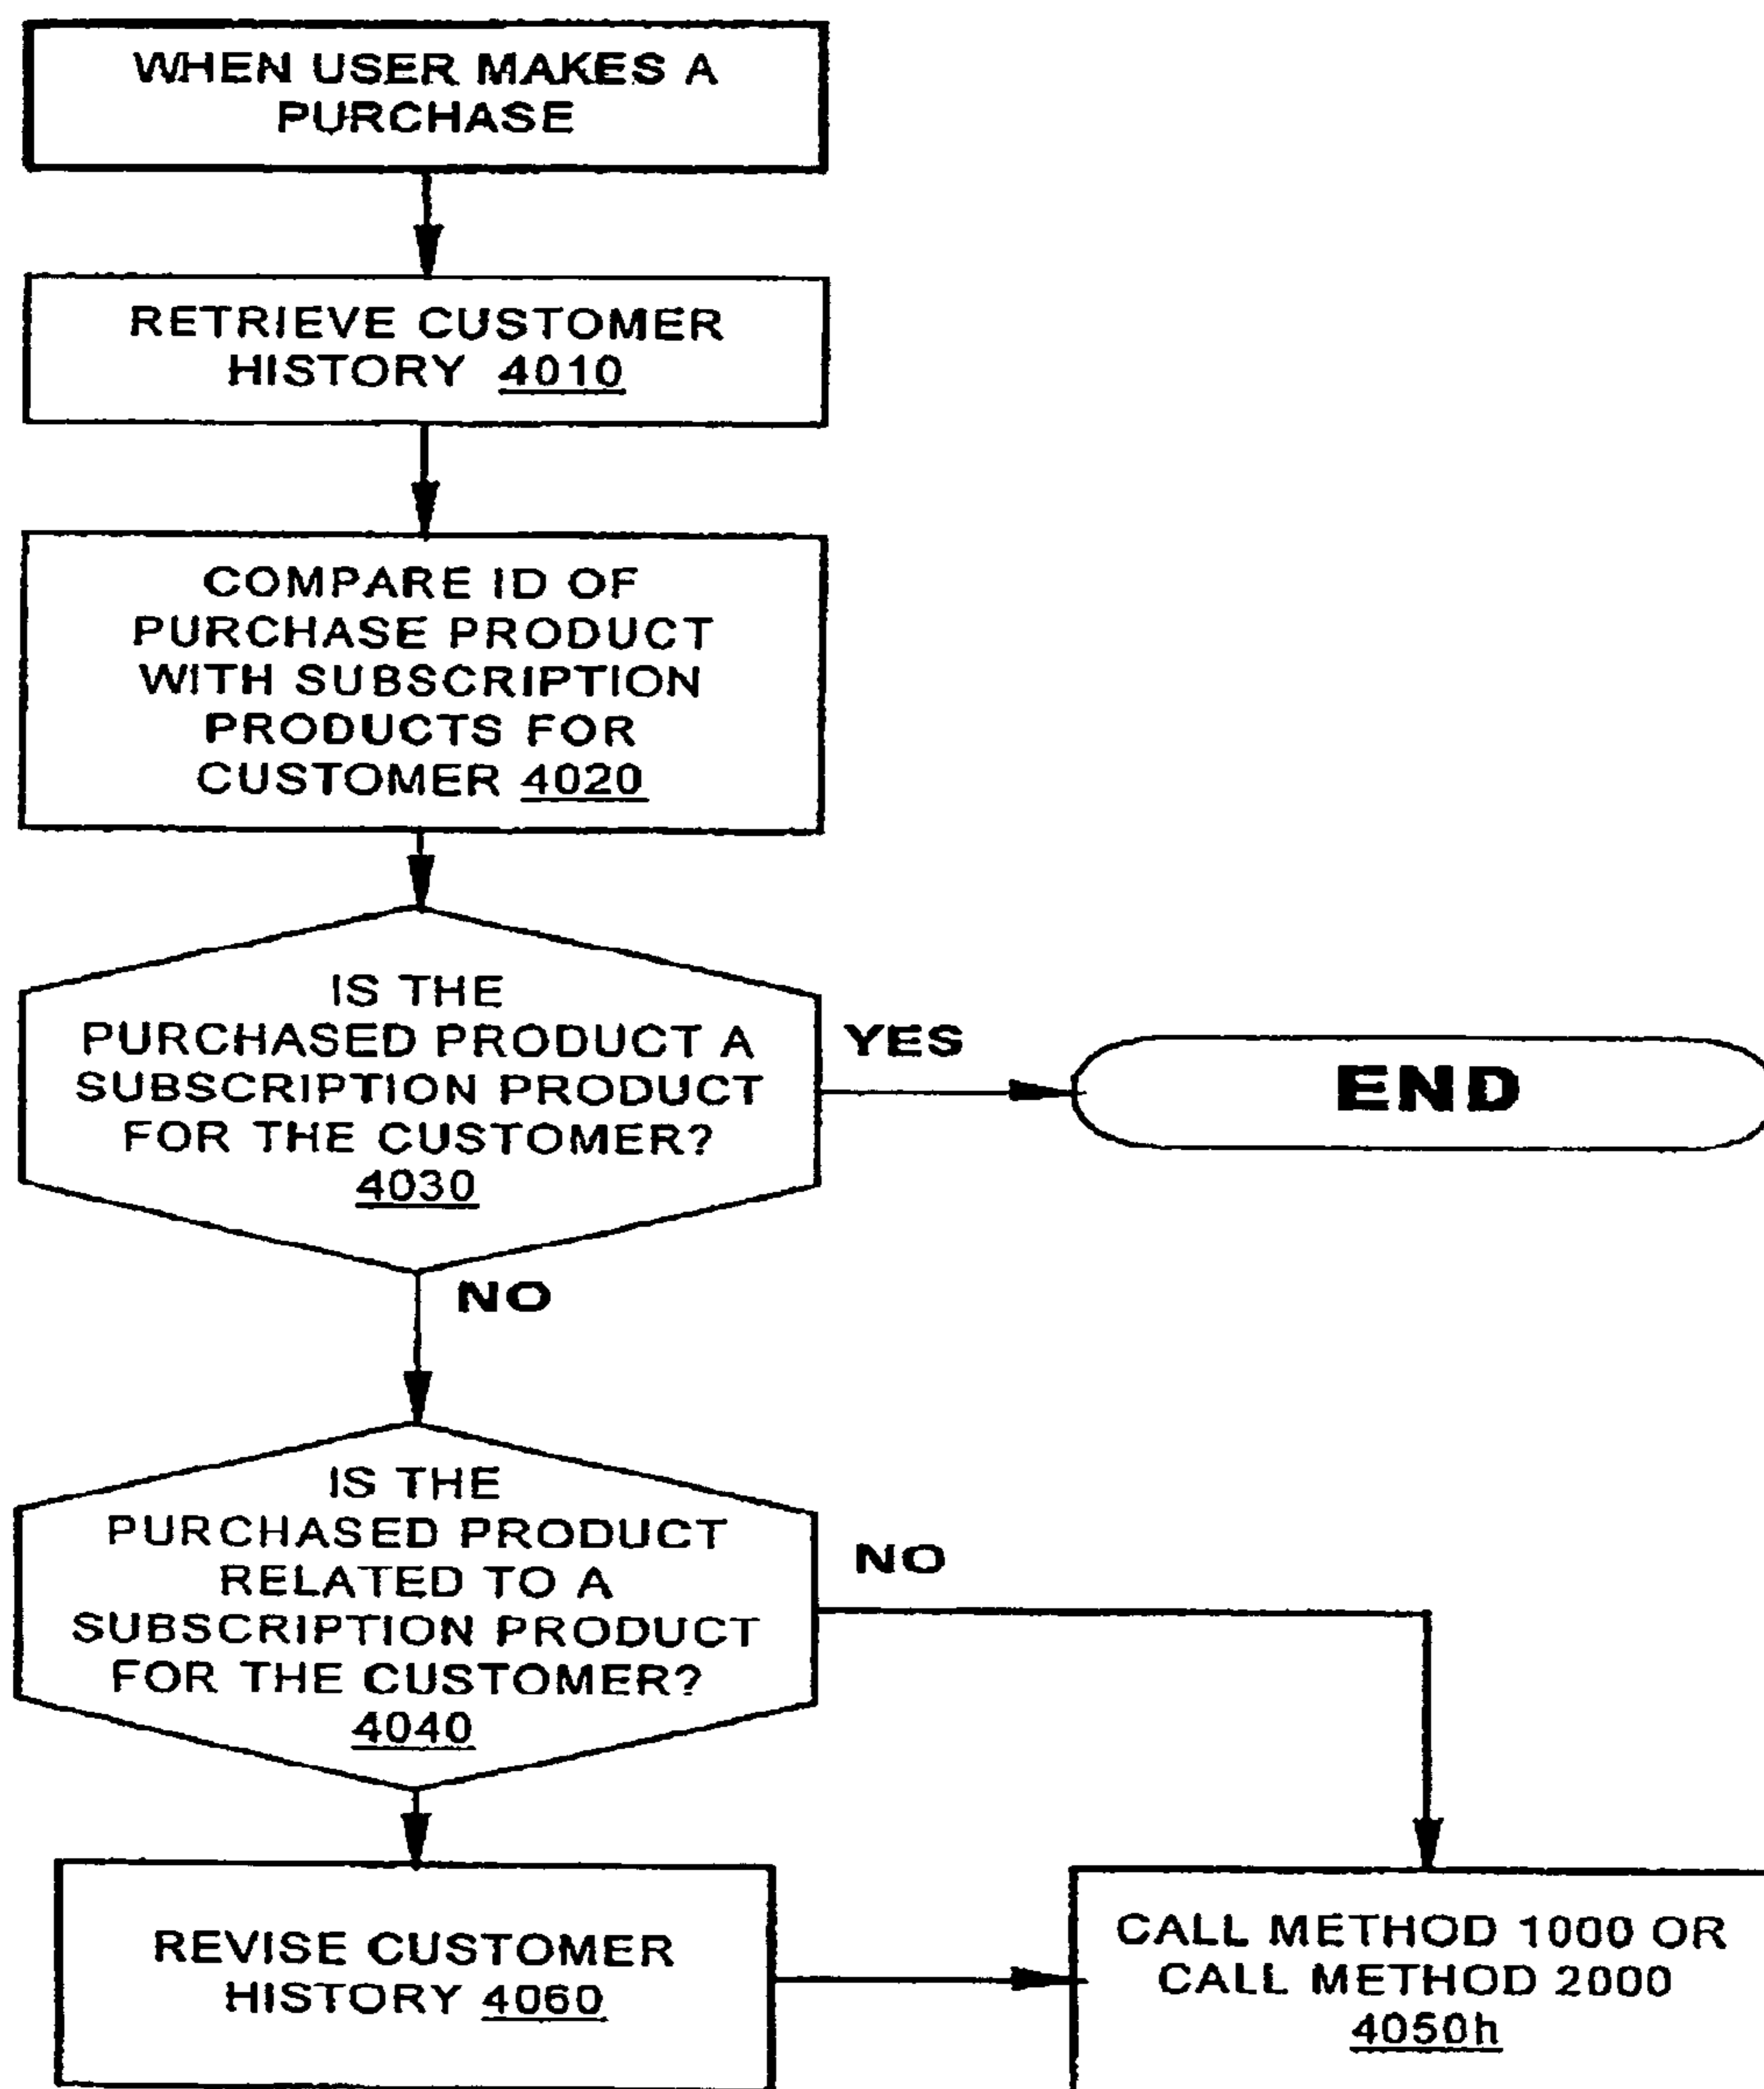 WHEN USER MAKES A
PURCHASE
RETRIEVE CUSTOMER
HISTORY 4010
COMPARE ID OF
PURCHASE PRODUCT
WITH SUBSCRIPTION
PRODUCTS FOR
CUSTOMER 4020
IS THE
PURCHASED PRODUCT A
SUBSCRIPTION PRODUCT
FOR THE CUSTOMER?
4030
YES
END
NO
IS THE
PURCHASED PRODUCT
RELATED TO A
SUBSCRIPTION PRODUCT
FOR THE CUSTOMER?
4040
NO
REVISE CUSTOMER
HISTORY 4060
CALL METHOD 1000 OR
CALL METHOD 2000
4050h